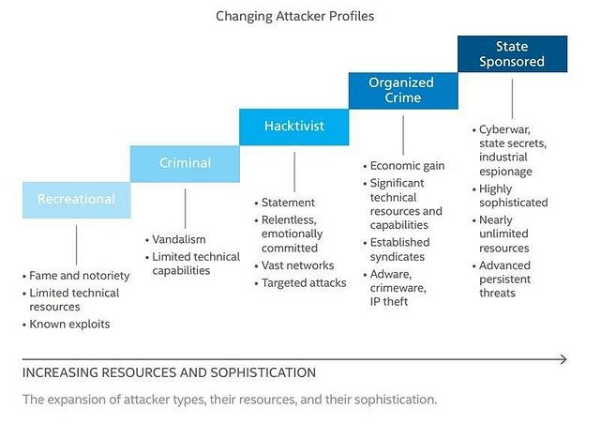 Changing Attacker Profiles
Recreational
• Fame and notoriety
• Limited technical
resources
• Known exploits
Criminal
• Vandalism
• Limited technical
capabilities
Hacktivist
• Statement
• Relentless,
emotionally
committed
• Vast networks
• Targeted attacks
Organized
Crime
• Economic gain
• Significant
technical
resources and
capabilities
• Established
syndicates
• Adware,
crimeware,
IP theft
State
Sponsored
• Cyberwar,
state secrets,
industrial
espionage
• Highly
sophisticated
• Nearly
unlimited
resources
• Advanced
persistent
threats
INCREASING RESOURCES AND SOPHISTICATION
The expansion of attacker types, their resources, and their sophistication.